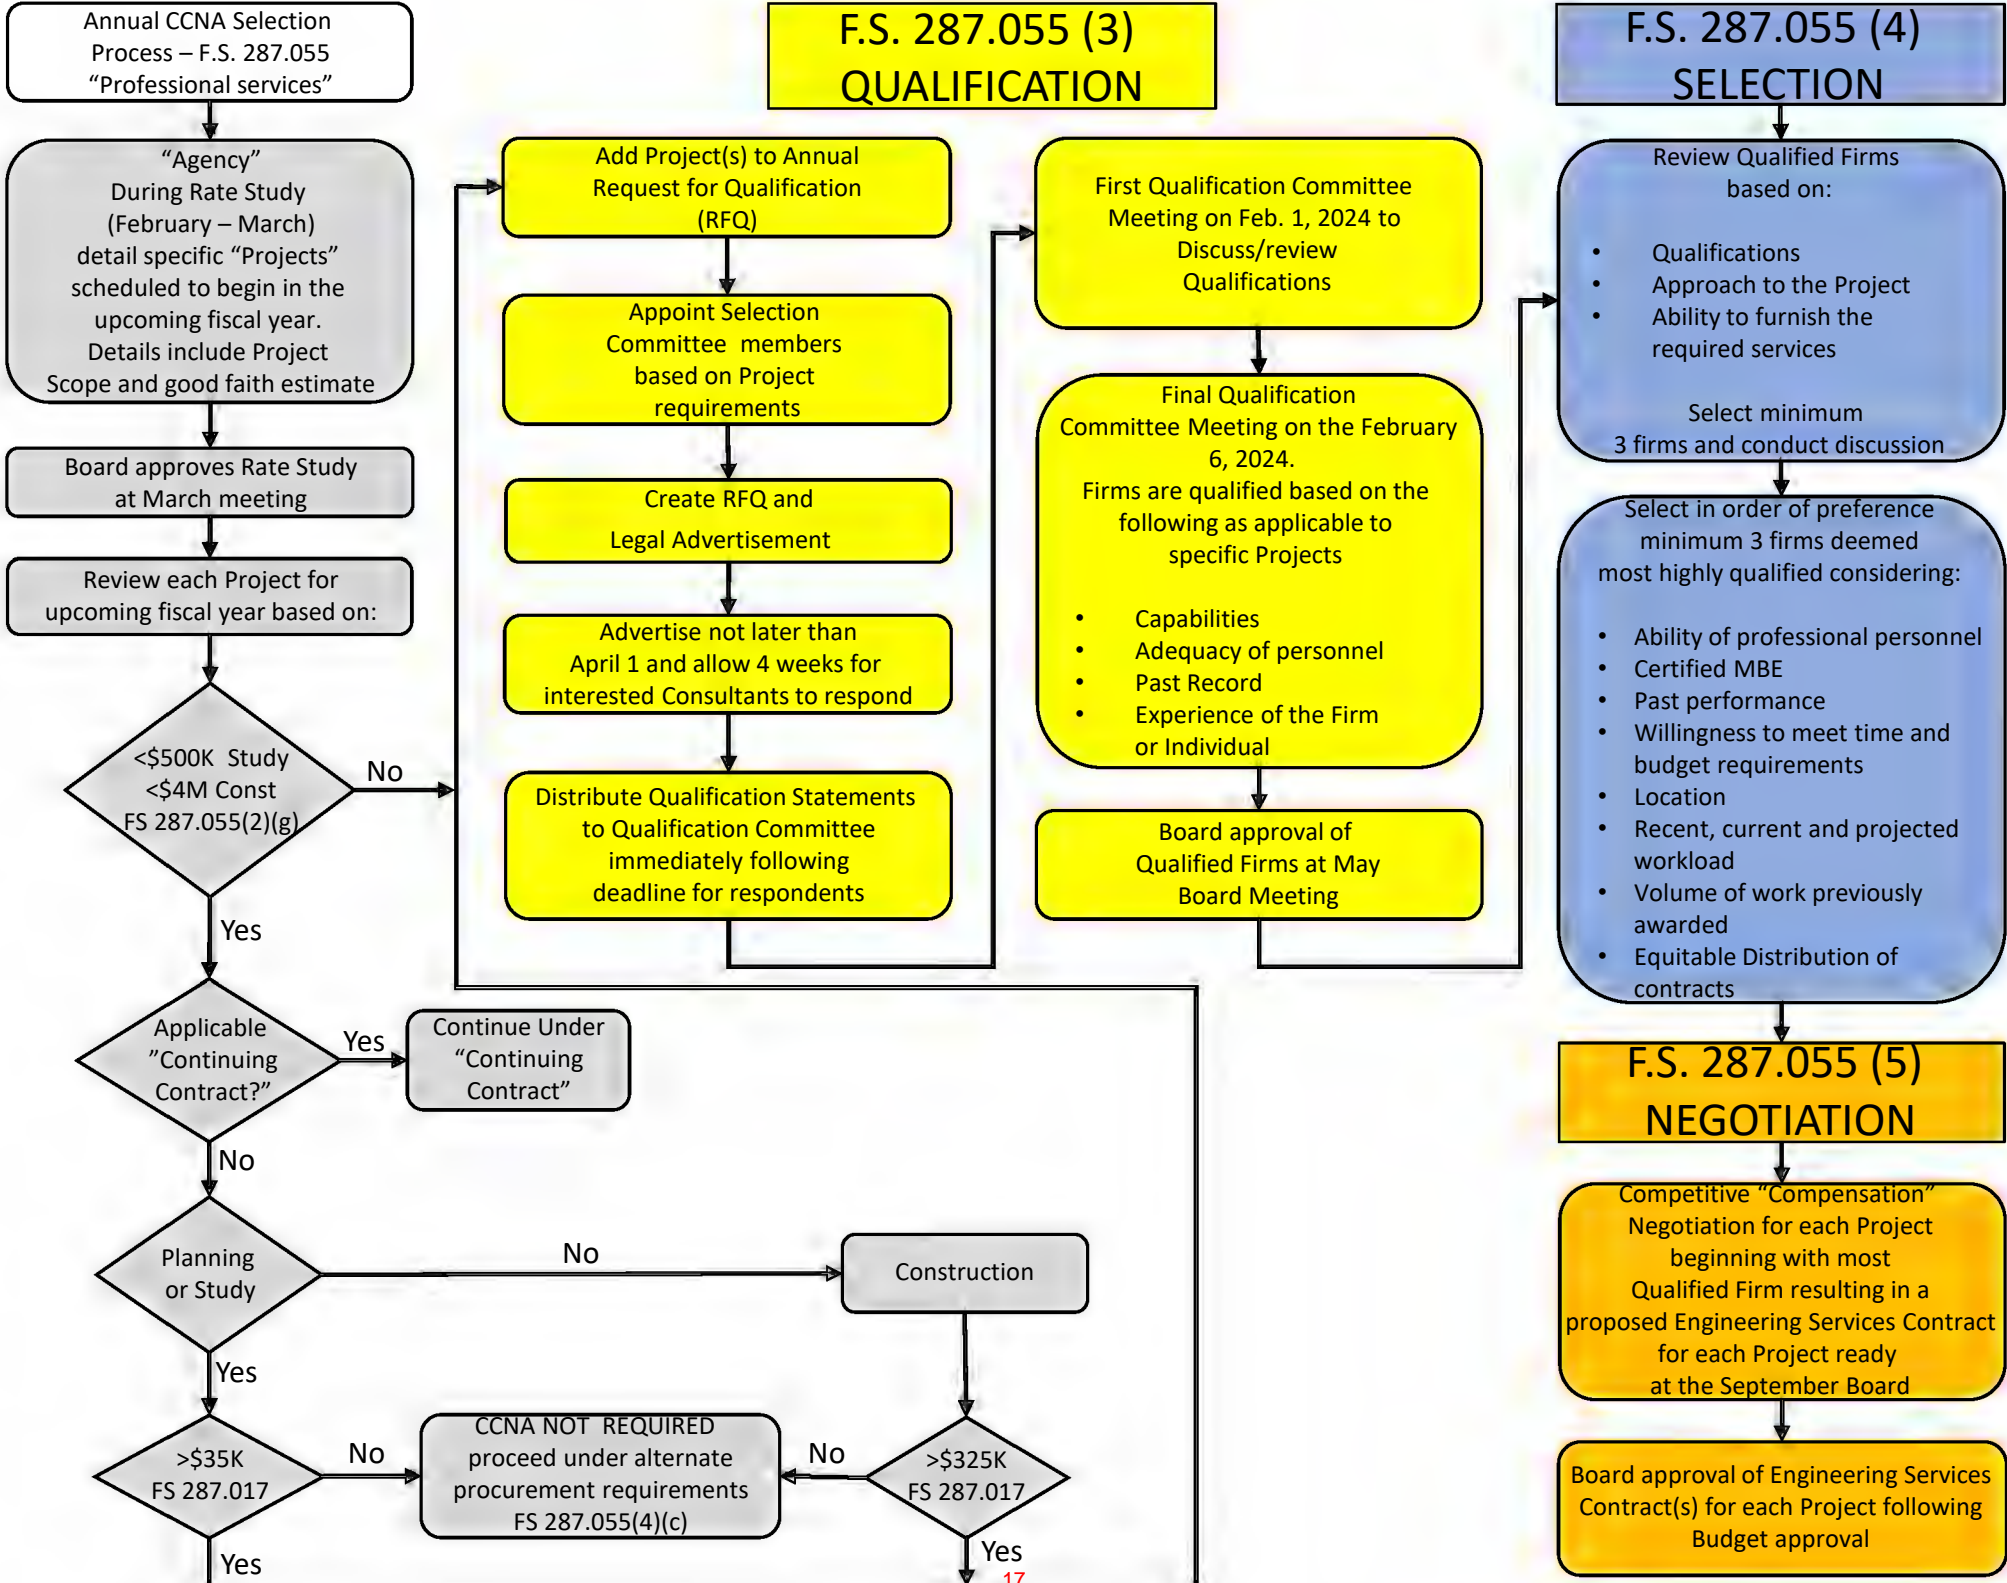 Annual CCNA Selection
Process – F.S. 287.055
“Professional services”
“Agency”
During Rate Study
(February – March)
detail specific “Projects”
scheduled to begin in the
upcoming fiscal year.
Details include Project
Scope and good faith estimate
Board approves Rate Study
at March meeting
Review each Project for
upcoming fiscal year based on:
<$500K Study
<$4M Const
FS 287.055(2)(g)
No
Yes
Applicable
”Continuing
Contract?”
Yes
Continue Under
“Continuing
Contract”
No
Planning
or Study
No
Construction
Yes
>$35K
FS 287.017
No
CCNA NOT REQUIRED
proceed under alternate
procurement requirements
FS 287.055(4)(c)
No
>$325K
FS 287.017
Yes
Yes
17
F.S. 287.055 (3)
QUALIFICATION
Add Project(s) to Annual
Request for Qualification
(RFQ)
Appoint Selection
Committee members
based on Project
requirements
Create RFQ and
Legal Advertisement
Advertise not later than
April 1 and allow 4 weeks for
interested Consultants to respond
Distribute Qualification Statements
to Qualification Committee
immediately following
deadline for respondents
First Qualification Committee
Meeting on Feb. 1, 2024 to
Discuss/review
Qualifications
Final Qualification
Committee Meeting on the February
6, 2024.
Firms are qualified based on the
following as applicable to
specific Projects
• Capabilities
• Adequacy of personnel
• Past Record
• Experience of the Firm
or Individual
Board approval of
Qualified Firms at May
Board Meeting
F.S. 287.055 (4)
SELECTION
Review Qualified Firms
based on:
• Qualifications
• Approach to the Project
• Ability to furnish the
required services
Select minimum
3 firms and conduct discussion
Select in order of preference
minimum 3 firms deemed
most highly qualified considering:
• Ability of professional personnel
• Certified MBE
• Past performance
• Willingness to meet time and
budget requirements
• Location
• Recent, current and projected
workload
• Volume of work previously
awarded
• Equitable Distribution of
contracts
F.S. 287.055 (5)
NEGOTIATION
Competitive “Compensation”
Negotiation for each Project
beginning with most
Qualified Firm resulting in a
proposed Engineering Services Contract
for each Project ready
at the September Board
Board approval of Engineering Services
Contract(s) for each Project following
Budget approval